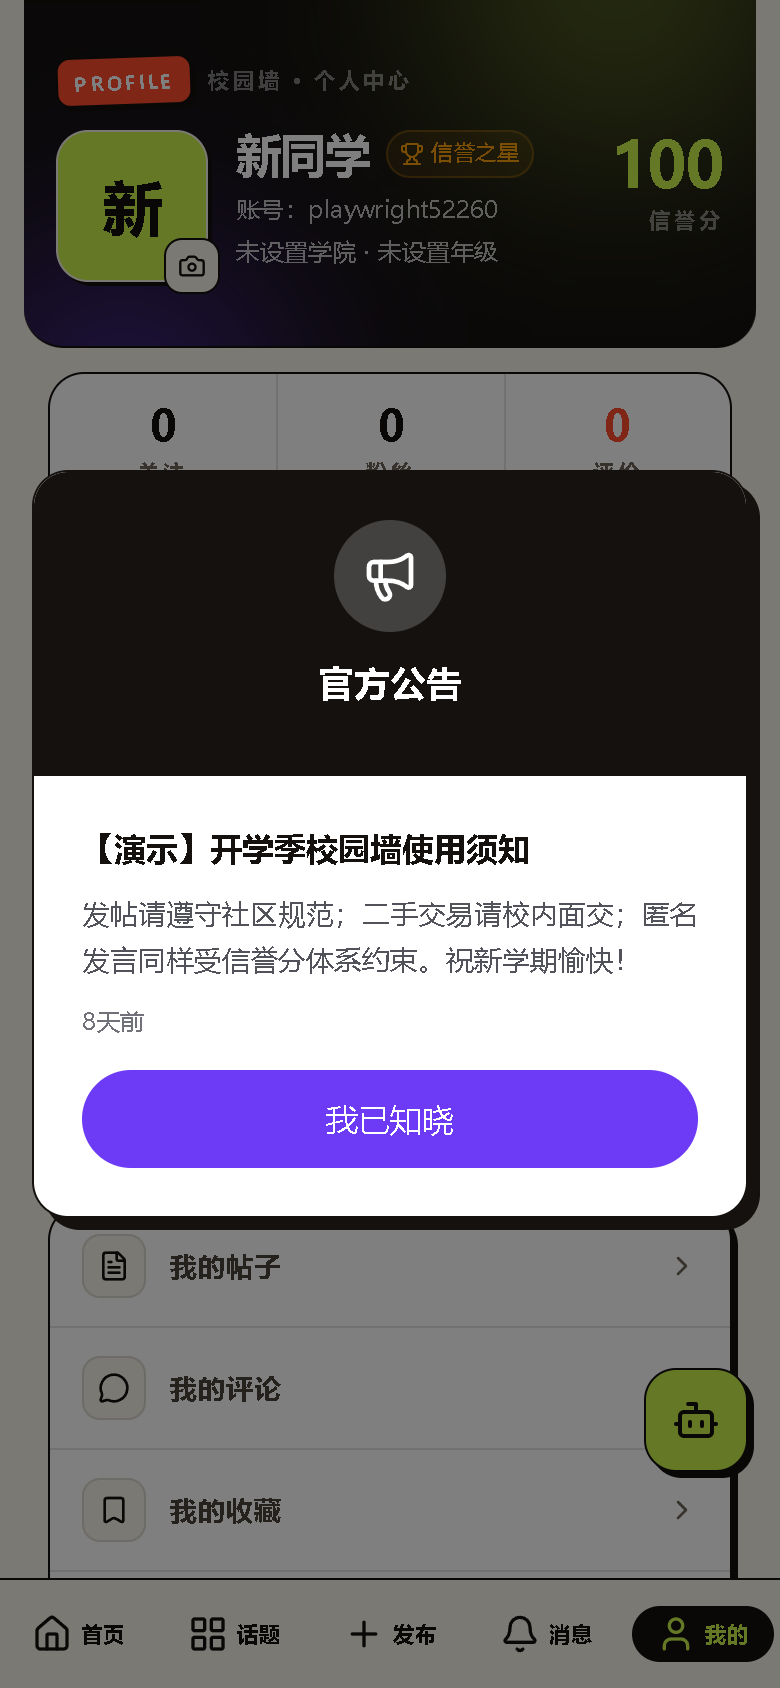 PROFILE 校园墙 • 个人中心
新
新同学 信誉之星
账号：playwright52260
未设置学院 · 未设置年级
100
信誉分
0 0 0
关注 粉丝 评价
官方公告
【演示】开学季校园墙使用须知
发帖请遵守社区规范；二手交易请校内面交；匿名
发言同样受信誉分体系约束。祝新学期愉快！
8天前
我已知晓
我的帖子
我的评论
我的收藏
首页 话题 发布 消息 我的